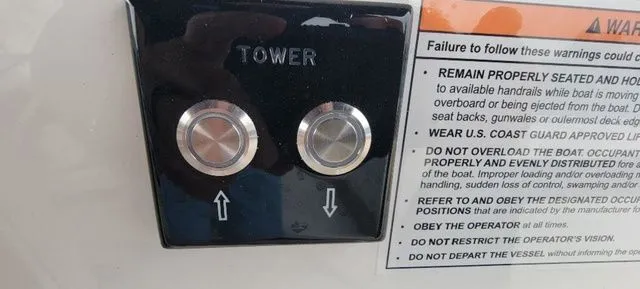 TOWER
WAR
Failure to follow these warnings could c
• REMAIN PROPERLY SEATED AND HOL
to available handrails while boat is moving
overboard or being ejected from the boat. D
seat backs, gunwales or outermost deck edg
• WEAR U.S. COAST GUARD APPROVED LIF
• DO NOT OVERLOAD THE BOAT. OCCUPANT
PROPERLY AND EVENLY DISTRIBUTED fore a
of the boat. Improper loading and/or overloading m
handling, sudden loss of control, swamping and/or
• REFER TO AND OBEY THE DESIGNATED OCCUP
POSITIONS that are indicated by the manufacturer fo
• OBEY THE OPERATOR at all times.
• DO NOT RESTRICT THE OPERATOR'S VISION.
• DO NOT DEPART THE VESSEL without informing the ope